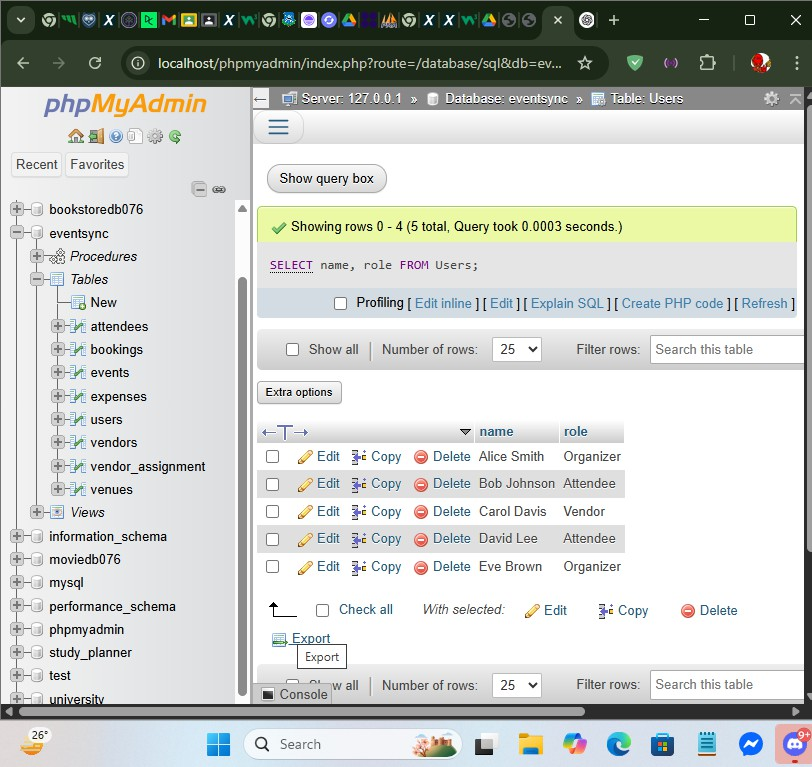 localhost/phpmyadmin/index.php?route=/database/sql&db=ev...
phpMyAdmin
Recent Favorites
bookstoredb076
eventsync
Procedures
Tables
New
attendees
bookings
events
expenses
users
vendors
vendor_assignment
venues
Views
information_schema
moviedb076
mysql
performance_schema
phpmyadmin
study_planner
test
university
Server: 127.0.0.1 » Database: eventsync » Table: Users
Show query box
Showing rows 0 - 4 (5 total, Query took 0.0003 seconds.)
SELECT name, role FROM Users;
Profiling [ Edit inline ] [ Edit ] [ Explain SQL ] [ Create PHP code ] [ Refresh ]
Show all | Number of rows: 25 Filter rows: Search this table
Extra options
name role
Edit Copy Delete Alice Smith Organizer
Edit Copy Delete Bob Johnson Attendee
Edit Copy Delete Carol Davis Vendor
Edit Copy Delete David Lee Attendee
Edit Copy Delete Eve Brown Organizer
Check all With selected: Edit Copy Delete
Export
Export
all | Number of rows: 25 Filter rows: Search this table
Console
26°
Search
9+